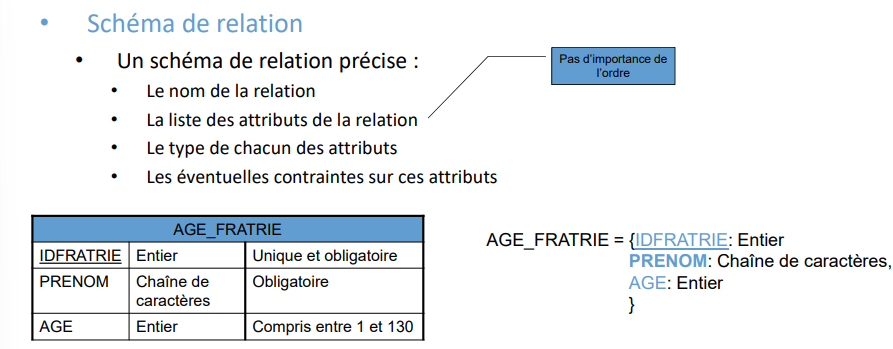 • Schéma de relation
• Un schéma de relation précise :
Pas d'importance de
l'ordre
• Le nom de la relation
• La liste des attributs de la relation
• Le type de chacun des attributs
• Les éventuelles contraintes sur ces attributs
AGE_FRATRIE
IDFRATRIE Entier Unique et obligatoire
PRENOM Chaîne de Obligatoire
caractères
AGE Entier Compris entre 1 et 130
AGE_FRATRIE = {IDFRATRIE: Entier
PRENOM: Chaîne de caractères,
AGE: Entier
}